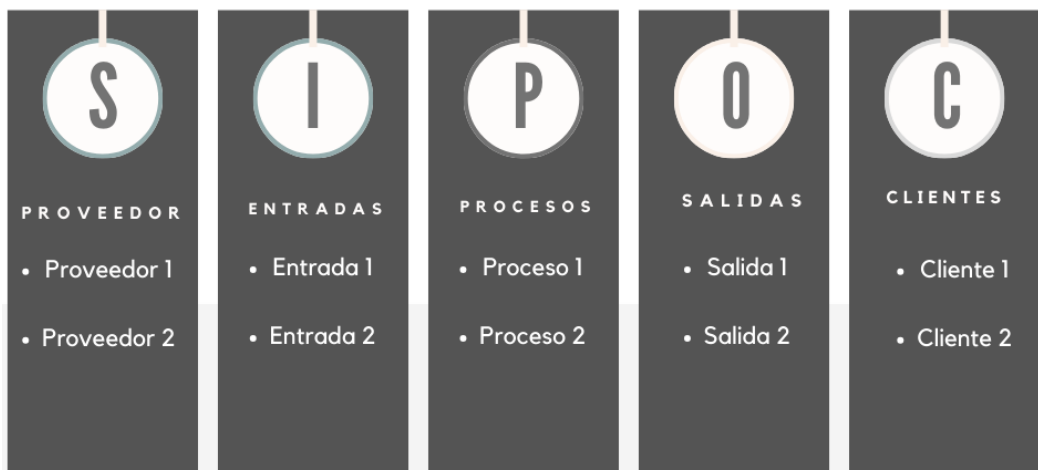 S
PROVEEDOR
• Proveedor 1
• Proveedor 2
I
ENTRADAS
• Entrada 1
• Entrada 2
P
PROCESOS
• Proceso 1
• Proceso 2
O
SALIDAS
• Salida 1
• Salida 2
C
CLIENTES
• Cliente 1
• Cliente 2